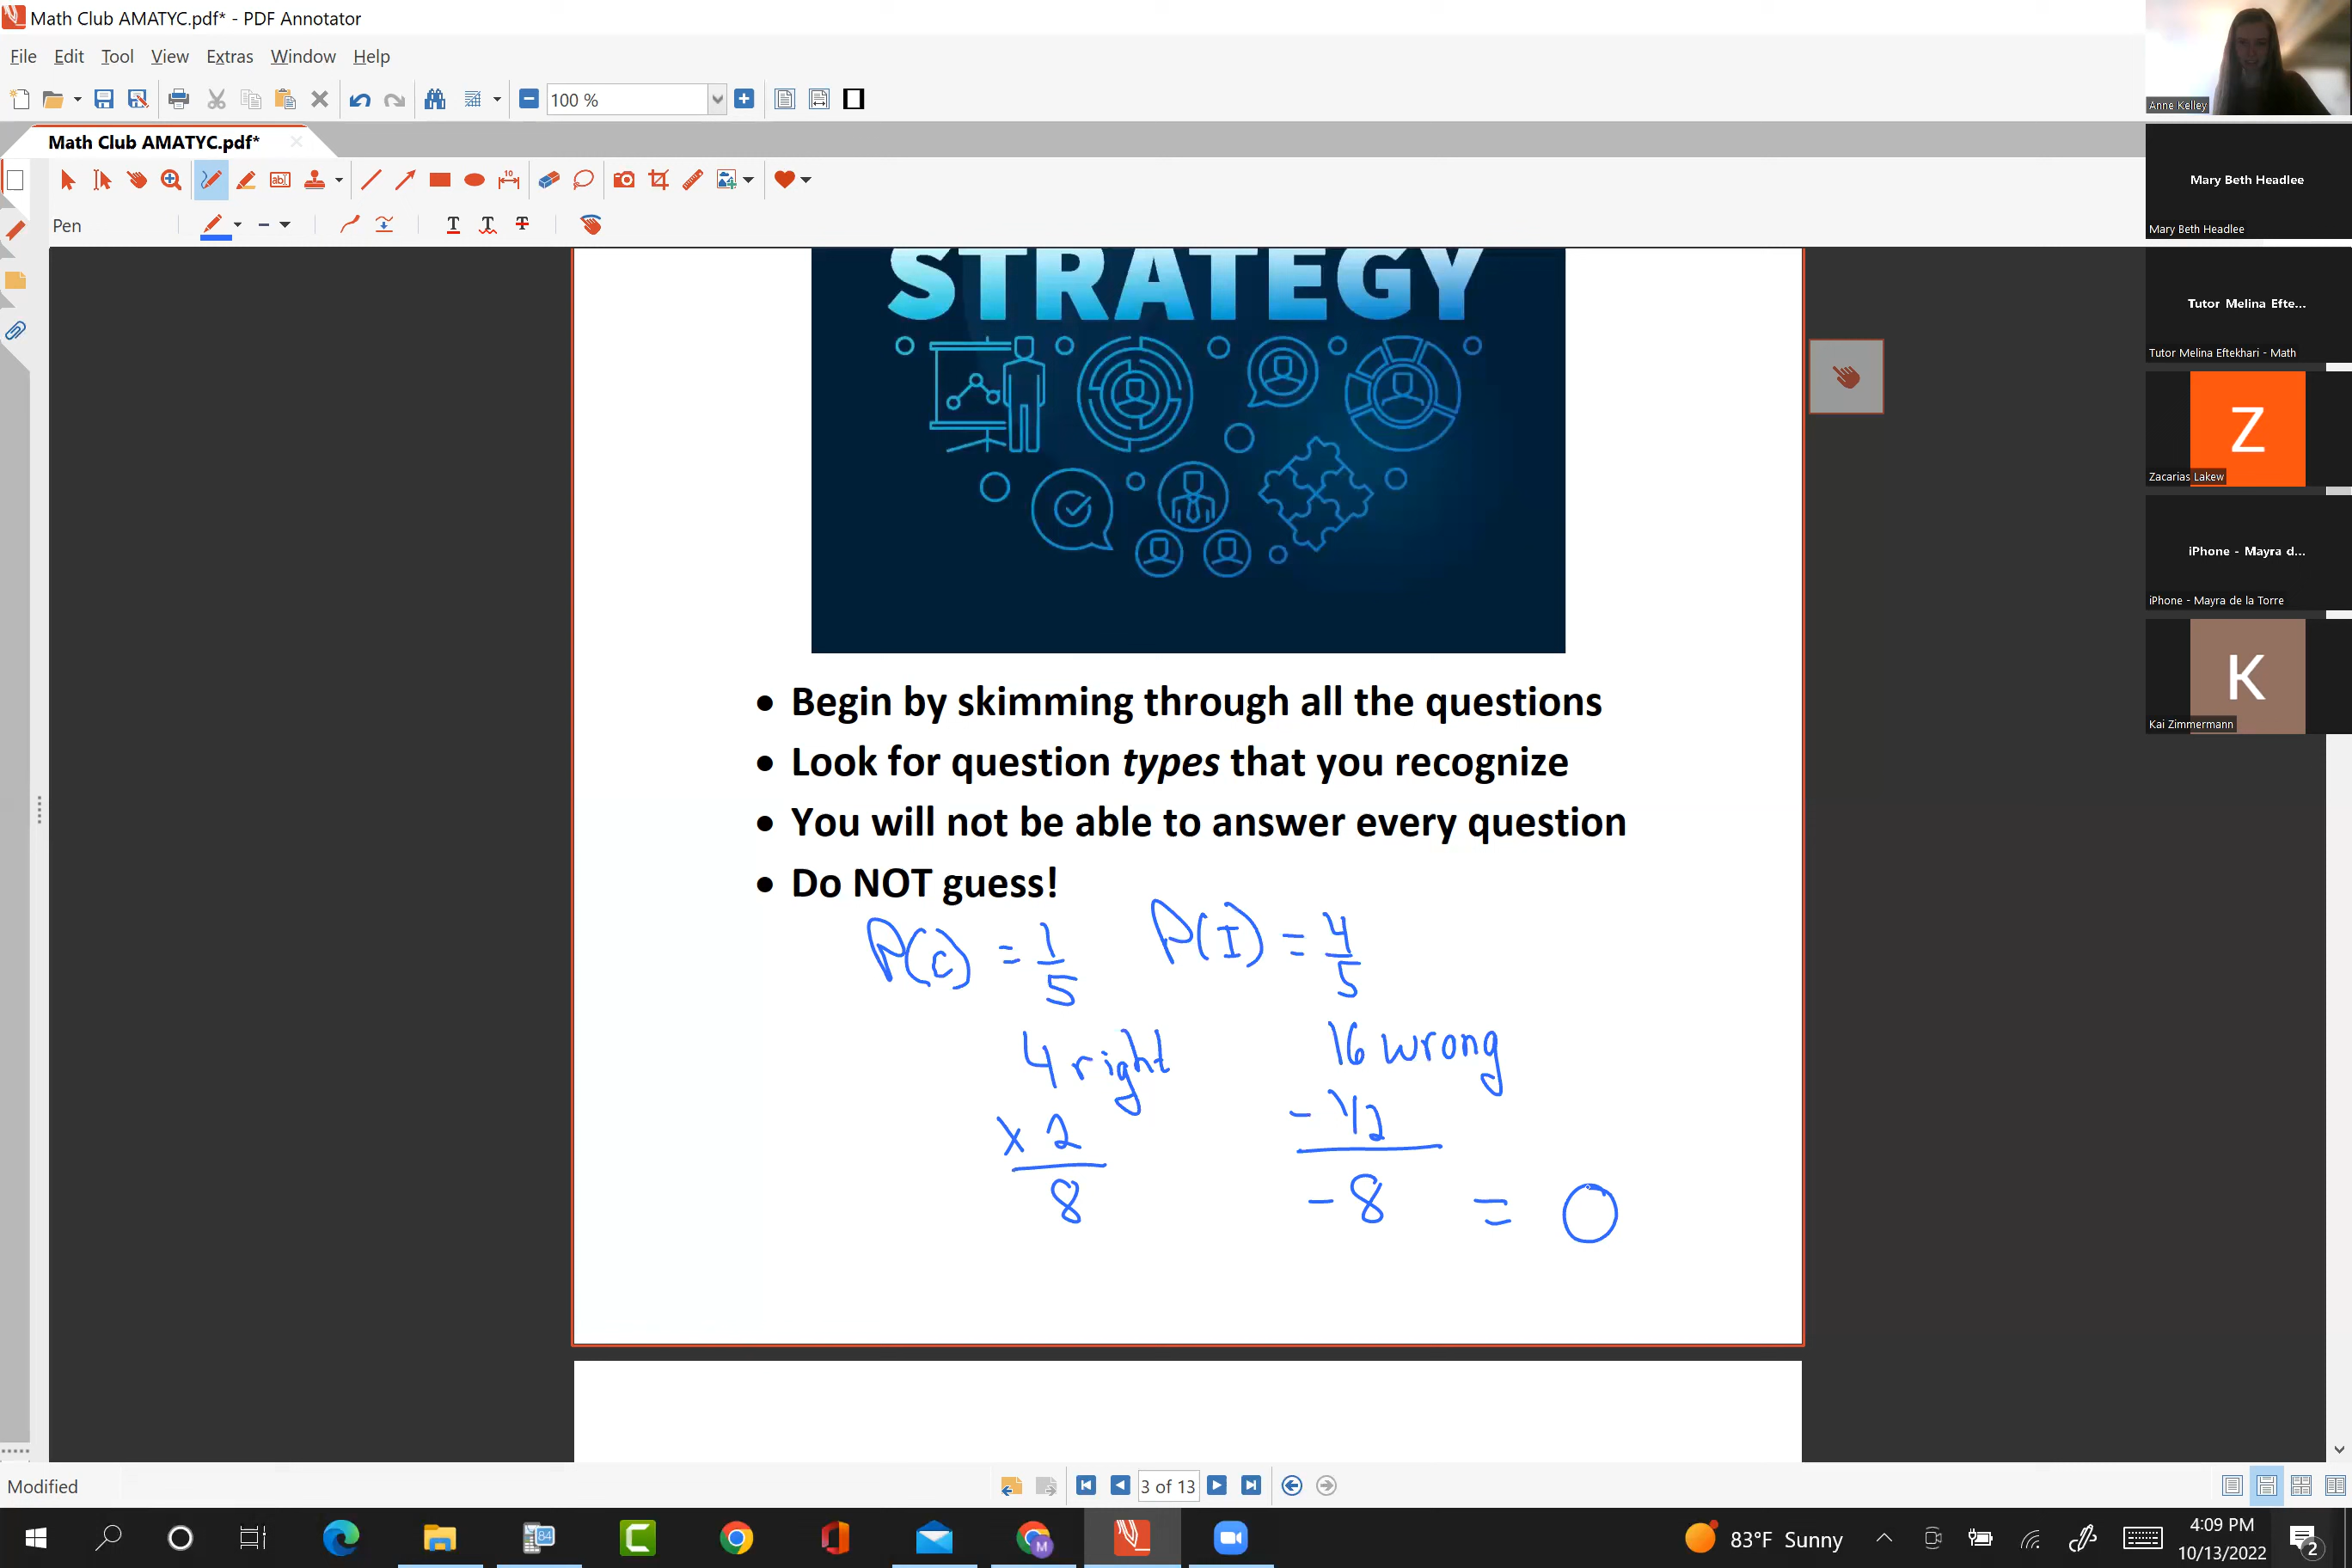 Math Club AMATYC.pdf* - PDF Annotator
File Edit Tool View Extras Window Help
100 %
Math Club AMATYC.pdf*
Pen
STRATEGY
• Begin by skimming through all the questions
• Look for question types that you recognize
• You will not be able to answer every question
• Do NOT guess!
P(C) = 1/5 P(I) = 4/5
4 right 16 wrong
x 2 - 1/2
8 - 8 = 0
Anne Kelley
Mary Beth Headlee
Mary Beth Headlee
Tutor Melina Efte...
Tutor Melina Eftekhari - Math
Z
Zacarias Lakew
iPhone - Mayra d...
iPhone - Mayra de la Torre
K
Kai Zimmermann
Modified
3 of 13
84
M
83°F Sunny
4:09 PM
10/13/2022
2